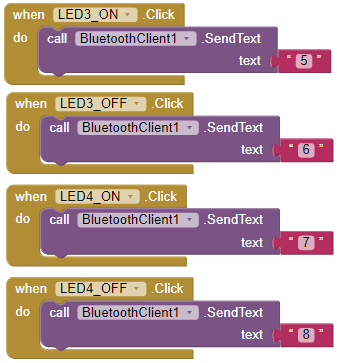 when LED3_ON .Click
do call BluetoothClient1 .SendText
text " 5 "
when LED3_OFF .Click
do call BluetoothClient1 .SendText
text " 6 "
when LED4_ON .Click
do call BluetoothClient1 .SendText
text " 7 "
when LED4_OFF .Click
do call BluetoothClient1 .SendText
text " 8 "